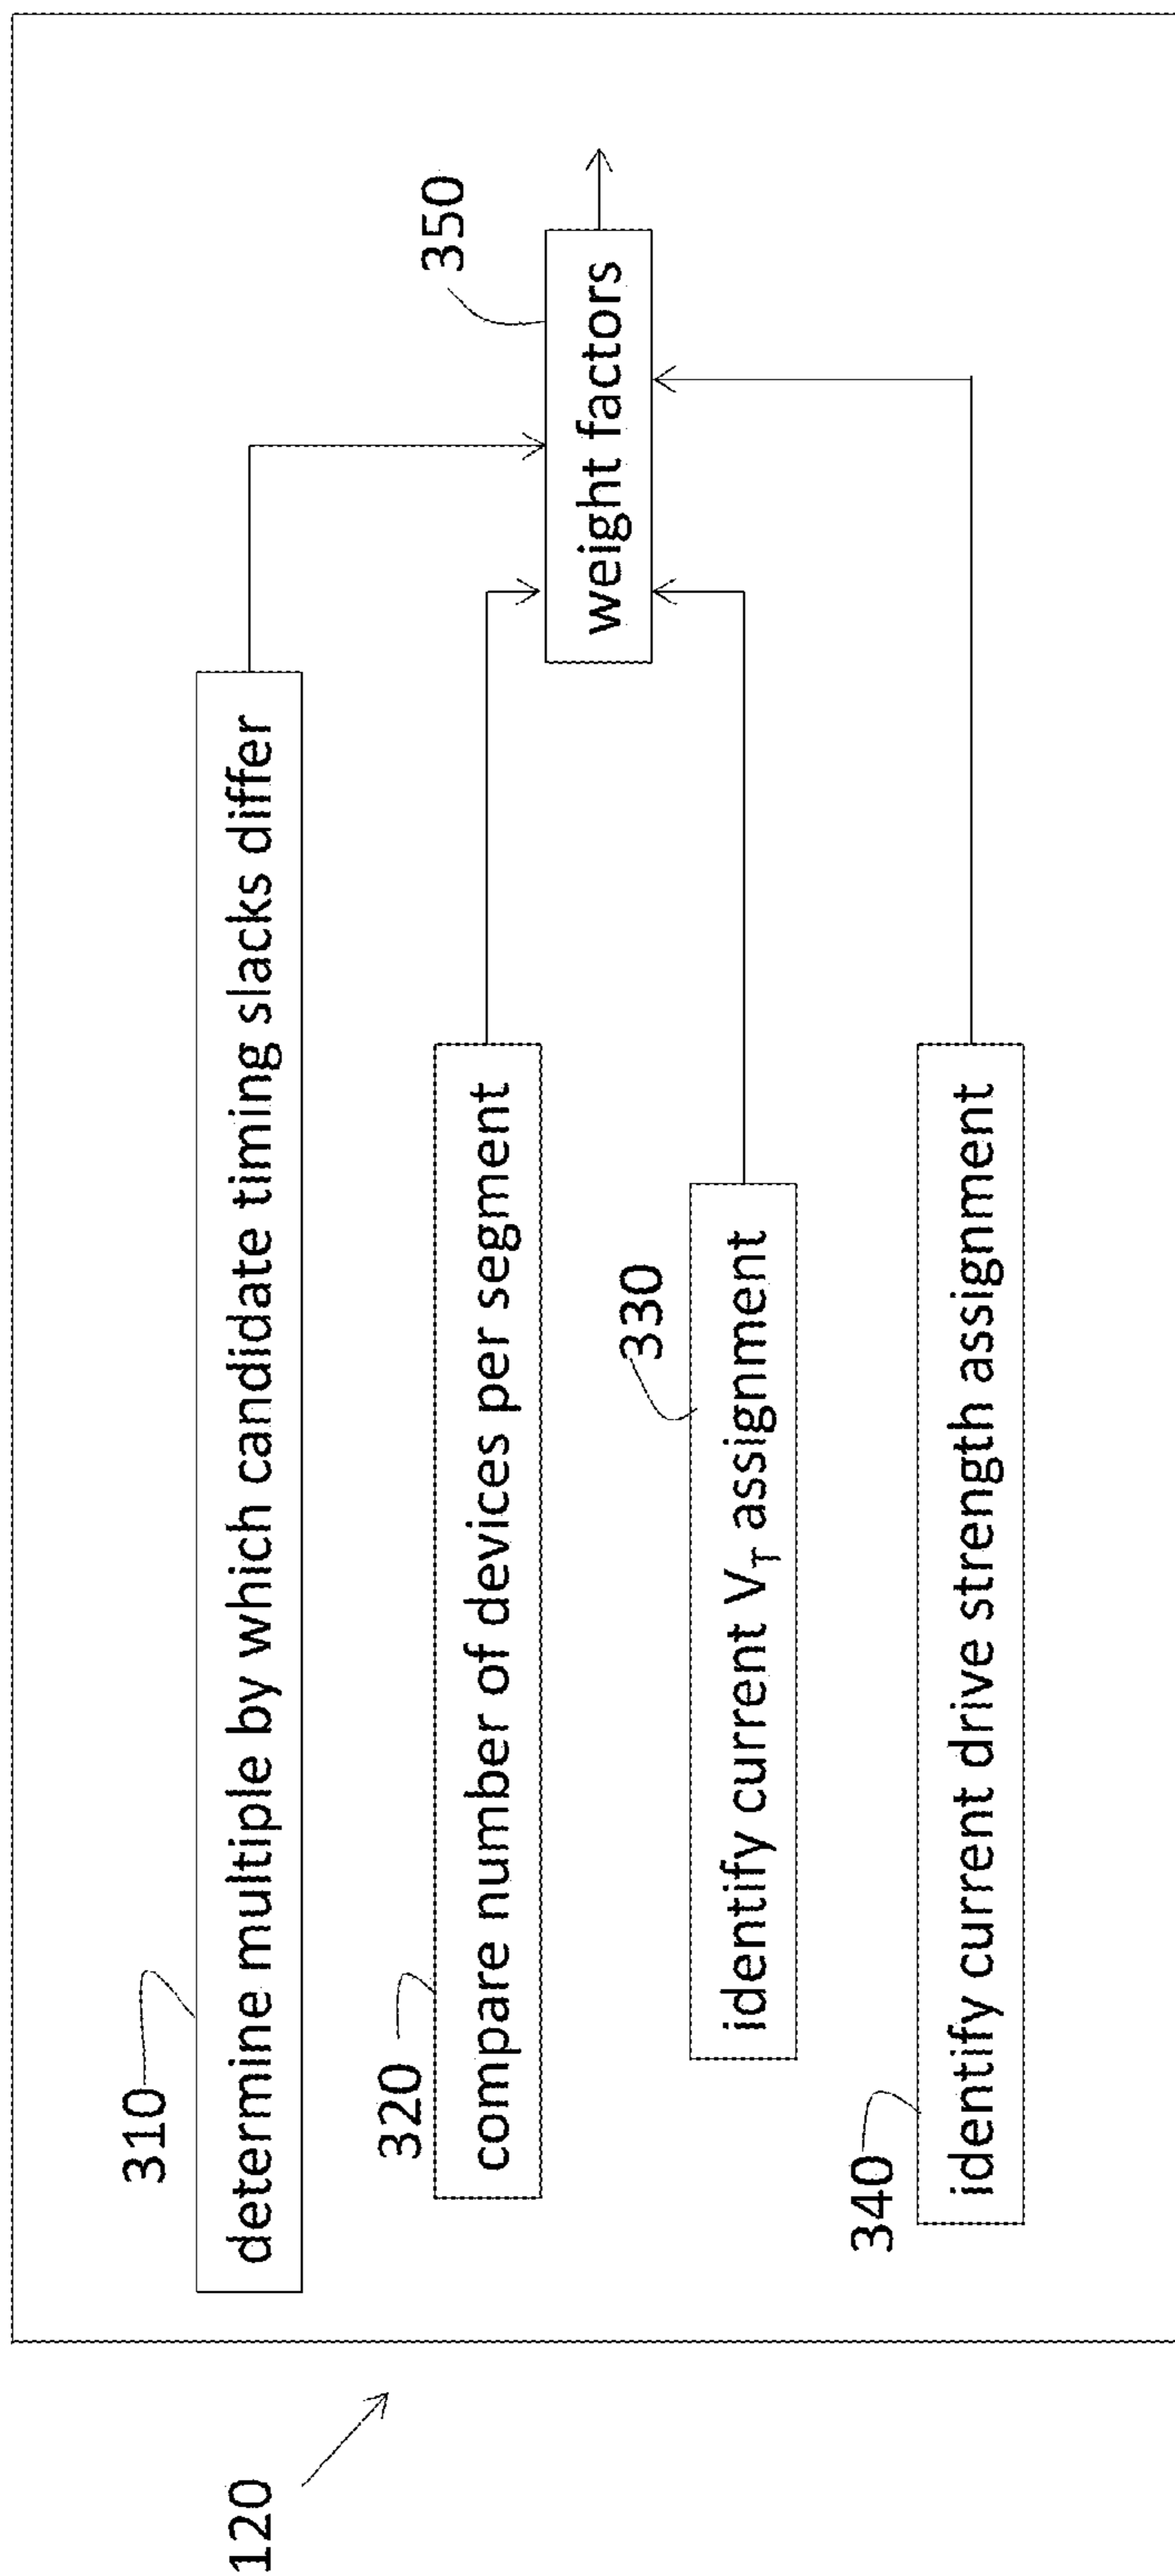 120
310
determine multiple by which candidate timing slacks differ
320
compare number of devices per segment
330
identify current V_T assignment
340
identify current drive strength assignment
350
weight factors